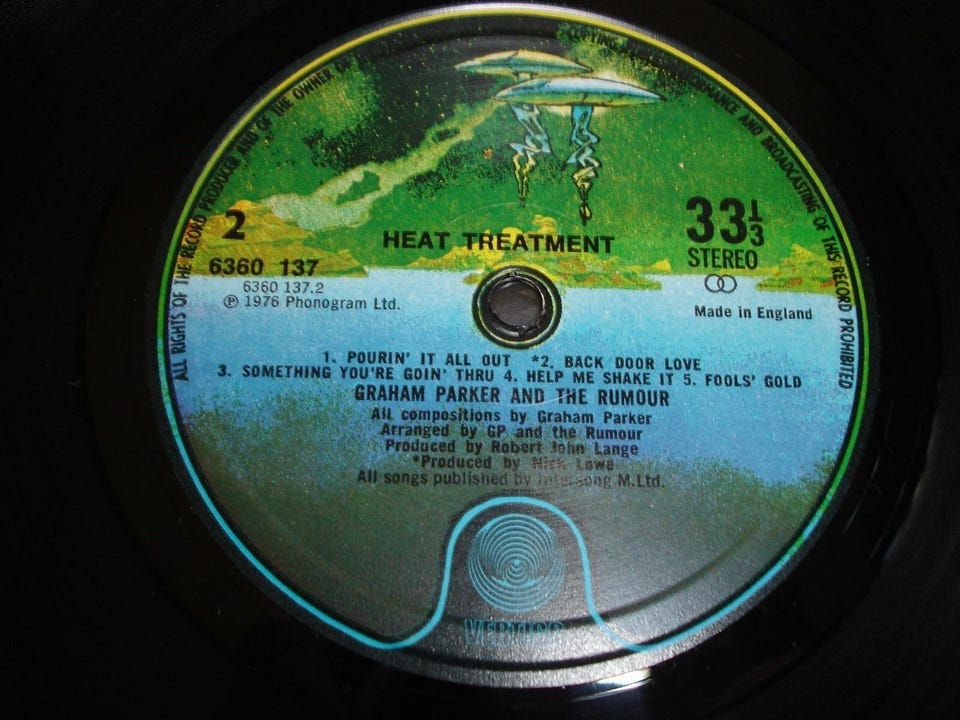 ALL RIGHTS OF THE RECORD PRODUCER AND OF THE OWNER OF
COPYING PERFORMANCE AND BROADCASTING OF THIS RECORD PROHIBITED
2
HEAT TREATMENT
33 1/3
STEREO
6360 137
6360 137.2
℗ 1976 Phonogram Ltd.
Made in England
1. POURIN' IT ALL OUT *2. BACK DOOR LOVE
3. SOMETHING YOU'RE GOIN' THRU 4. HELP ME SHAKE IT 5. FOOLS' GOLD
GRAHAM PARKER AND THE RUMOUR
All compositions by Graham Parker
Arranged by GP and the Rumour
Produced by Robert John Lange
*Produced by Nick Lowe
All songs published by Intersong M.Ltd.
VERTIGO